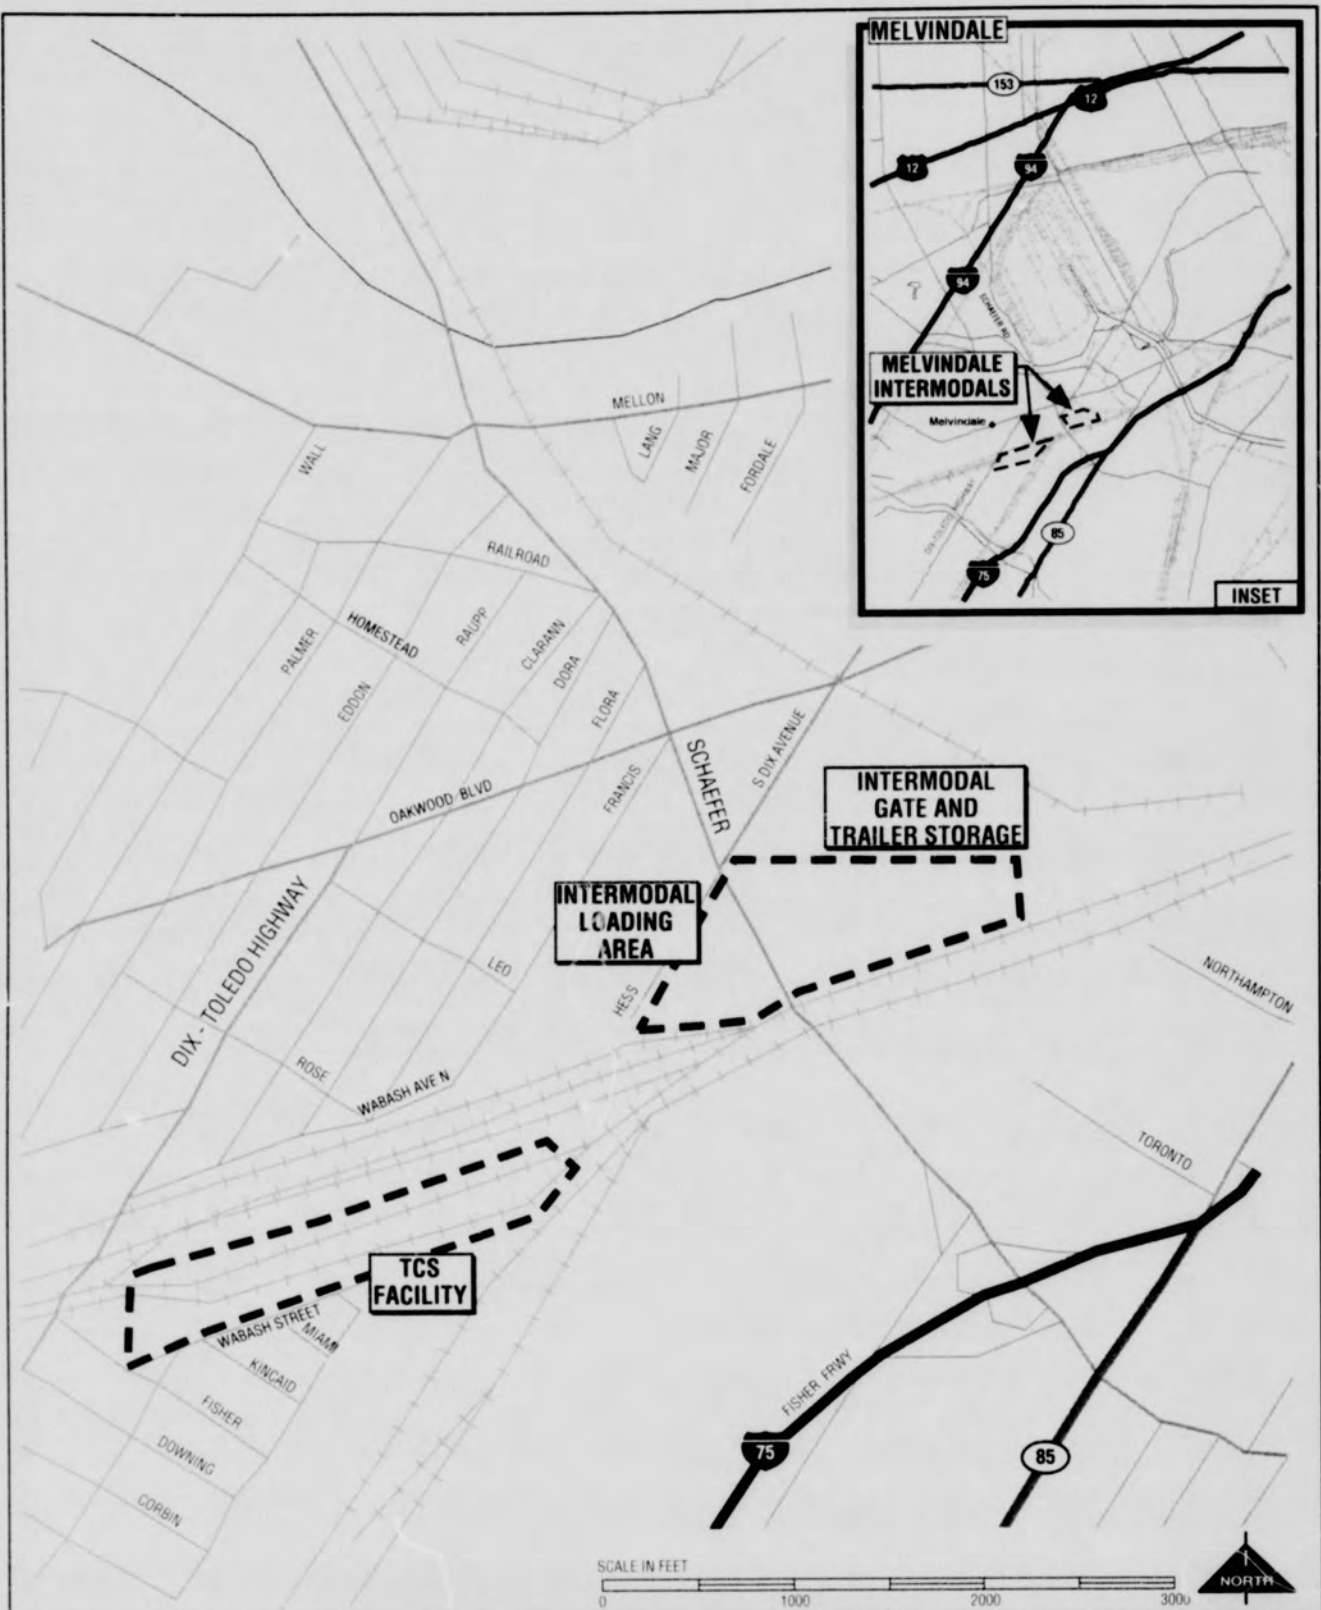 MELVINDALE
153
12
12
94
94
SCHAEFER RD
MELVINDALE
INTERMODALS
Melvindale
DIX-TOLEDO HIGHWAY
85
75
INSET
MELLON
LANG
MAJOR
FORDALE
WALL
RAILROAD
HOMESTEAD
PALMER
EDDON
RAUPP
CLARANN
DORA
FLORA
FRANCIS
OAKWOOD BLVD
SCHAEFER
S DIX AVENUE
INTERMODAL
GATE AND
TRAILER STORAGE
INTERMODAL
LOADING
AREA
DIX - TOLEDO HIGHWAY
LEO
HESS
NORTHAMPTON
ROSE
WABASH AVE N
TORONTO
TCS
FACILITY
WABASH STREET
MIAMI
KINCAID
FISHER
DOWNING
CORBIN
FISHER FRWY
75
85
SCALE IN FEET
0 1000 2000 3000
NORTH